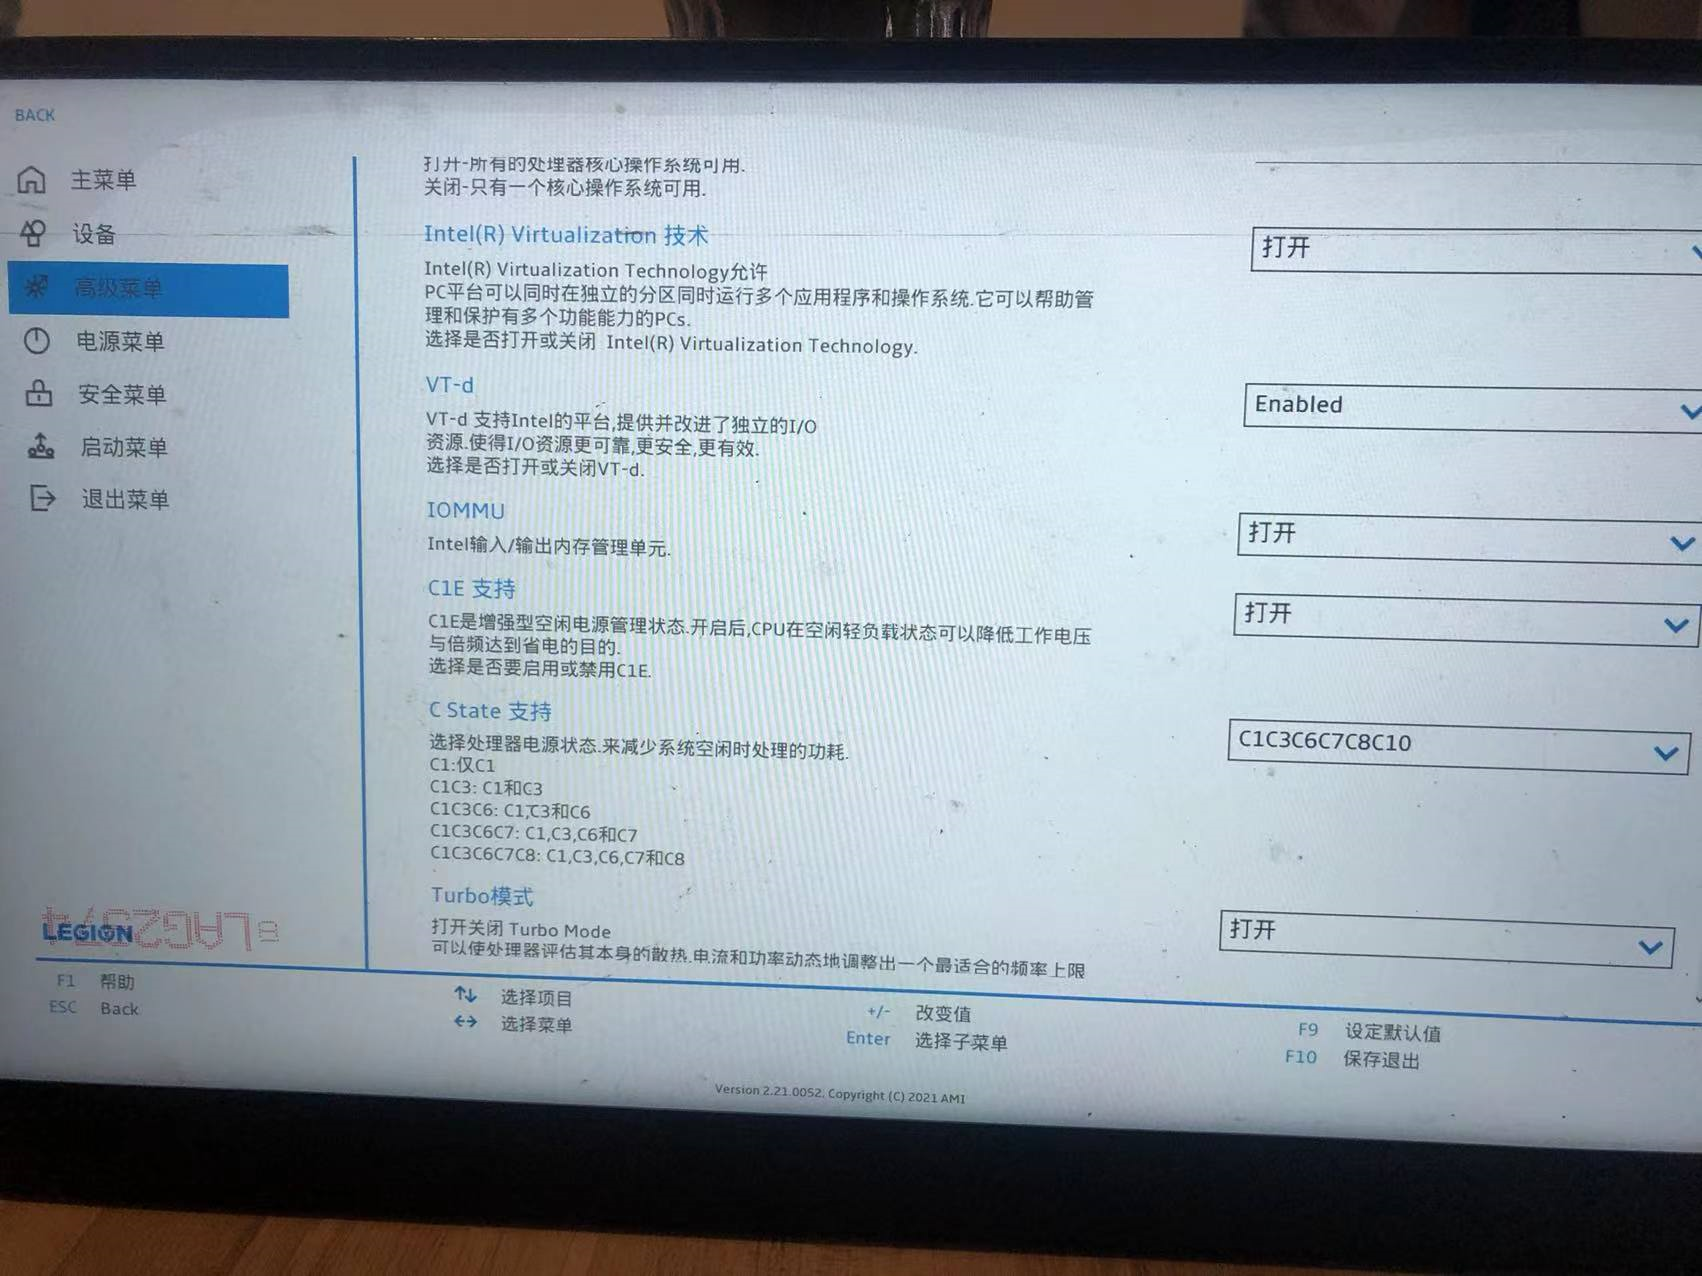 BACK
主菜单
设备
高级菜单
电源菜单
安全菜单
启动菜单
退出菜单
打开-所有的处理器核心操作系统可用.
关闭-只有一个核心操作系统可用.
Intel(R) Virtualization 技术
打开
Intel(R) Virtualization Technology允许
PC平台可以同时在独立的分区同时运行多个应用程序和操作系统.它可以帮助管
理和保护有多个功能能力的PCs.
选择是否打开或关闭 Intel(R) Virtualization Technology.
VT-d
Enabled
VT-d 支持Intel的平台,提供并改进了独立的I/O
资源.使得I/O资源更可靠,更安全,更有效.
选择是否打开或关闭VT-d.
IOMMU
打开
Intel输入/输出内存管理单元.
C1E 支持
打开
C1E是增强型空闲电源管理状态.开启后,CPU在空闲轻负载状态可以降低工作电压
与倍频达到省电的目的.
选择是否要启用或禁用C1E.
C State 支持
C1C3C6C7C8C10
选择处理器电源状态.来减少系统空闲时处理的功耗.
C1:仅C1
C1C3: C1和C3
C1C3C6: C1,C3和C6
C1C3C6C7: C1,C3,C6和C7
C1C3C6C7C8: C1,C3,C6,C7和C8
Turbo模式
打开
打开关闭 Turbo Mode
可以使处理器评估其本身的散热.电流和功率动态地调整出一个最适合的频率上限
LEGION
F1 帮助
ESC Back
选择项目
选择菜单
+/- 改变值
Enter 选择子菜单
F9 设定默认值
F10 保存退出
Version 2.21.0052. Copyright (C) 2021 AMI